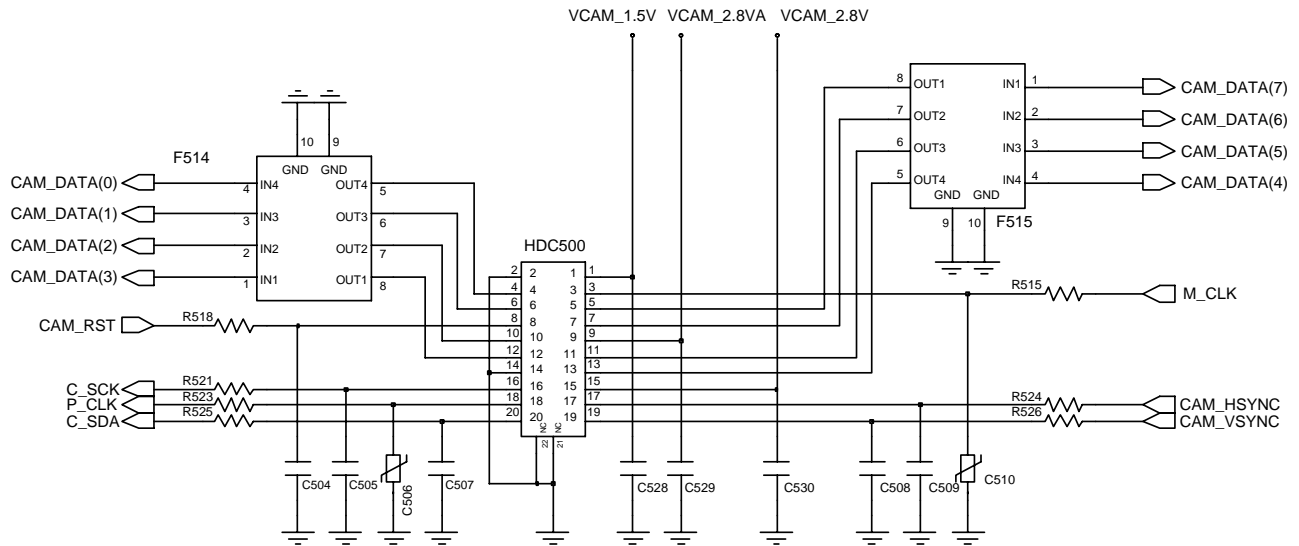 VCAM_1.5V VCAM_2.8VA VCAM_2.8V
F514
10 9
GND GND
CAM_DATA(0) 4 IN4 OUT4 5
CAM_DATA(1) 3 IN3 OUT3 6
CAM_DATA(2) 2 IN2 OUT2 7
CAM_DATA(3) 1 IN1 OUT1 8
8 OUT1 IN1 1 CAM_DATA(7)
7 OUT2 IN2 2 CAM_DATA(6)
6 OUT3 IN3 3 CAM_DATA(5)
5 OUT4 IN4 4 CAM_DATA(4)
GND GND
9 10
F515
HDC500
2 2 1 1
4 4 3 3
6 6 5 5
8 8 7 7
10 10 9 9
12 12 11 11
14 14 13 13
16 16 15 15
18 18 17 17
20 20 19 19
NC NC
22 21
CAM_RST R518
C_SCK R521
P_CLK R523
C_SDA R525
R515 M_CLK
R524 CAM_HSYNC
R526 CAM_VSYNC
C504 C505 C506 C507 C528 C529 C530 C508 C509 C510